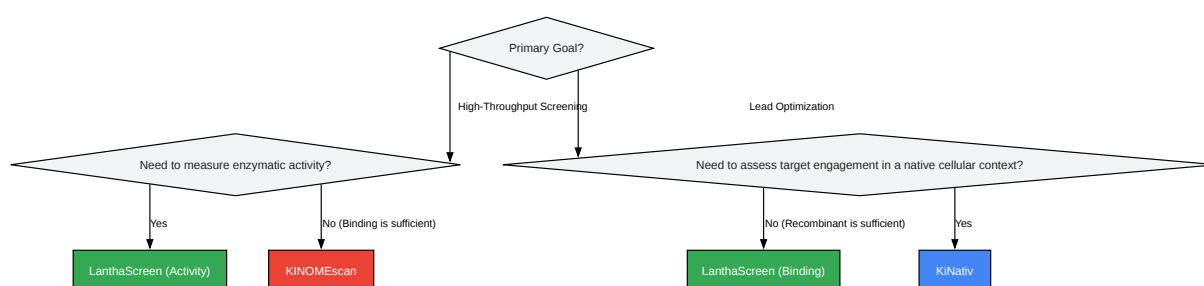 Primary Goal?
High-Throughput Screening
Lead Optimization
Need to measure enzymatic activity?
Need to assess target engagement in a native cellular context?
Yes
No (Binding is sufficient)
No (Recombinant is sufficient)
Yes
LanthaScreen (Activity)
KINOMEscan
LanthaScreen (Binding)
KiNativ